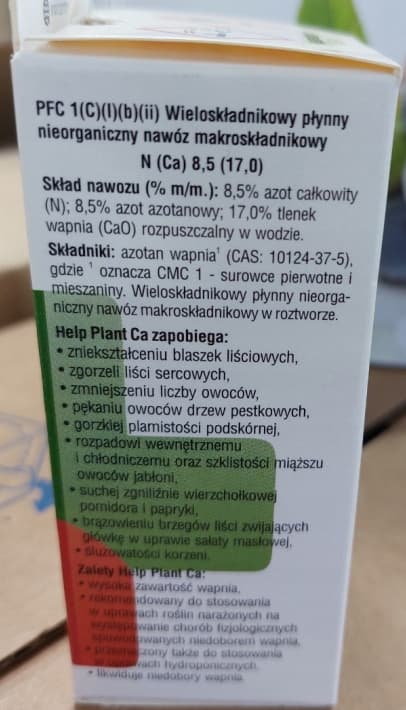 PFC 1(C)(I)(b)(ii) Wieloskładnikowy płynny
nieorganiczny nawóz makroskładnikowy
N (Ca) 8,5 (17,0)
Skład nawozu (% m/m.): 8,5% azot całkowity
(N); 8,5% azot azotanowy; 17,0% tlenek
wapnia (CaO) rozpuszczalny w wodzie.
Składniki: azotan wapnia¹ (CAS: 10124-37-5),
gdzie ¹ oznacza CMC 1 - surowce pierwotne i
mieszaniny. Wieloskładnikowy płynny nieorga-
niczny nawóz makroskładnikowy w roztworze.
Help Plant Ca zapobiega:
• zniekształceniu blaszek liściowych,
• zgorzeli liści sercowych,
• zmniejszeniu liczby owoców,
• pękaniu owoców drzew pestkowych,
• gorzkiej plamistości podskórnej,
• rozpadowi wewnętrznemu
i chłodniczemu oraz szklistości miąższu
owoców jabłoni,
• suchej zgniliźnie wierzchołkowej
pomidora i papryki,
• brązowieniu brzegów liści zwijających
główkę w uprawie sałaty masłowej,
• śluzowatości korzeni.
Zalety Help Plant Ca:
• wysoka zawartość wapnia,
• rekomendowany do stosowania
w uprawach roślin narażonych na
występowanie chorób fizjologicznych
spowodowanych niedoborem wapnia,
• przeznaczony także do stosowania
w uprawach hydroponicznych,
• likwiduje niedobory wapnia